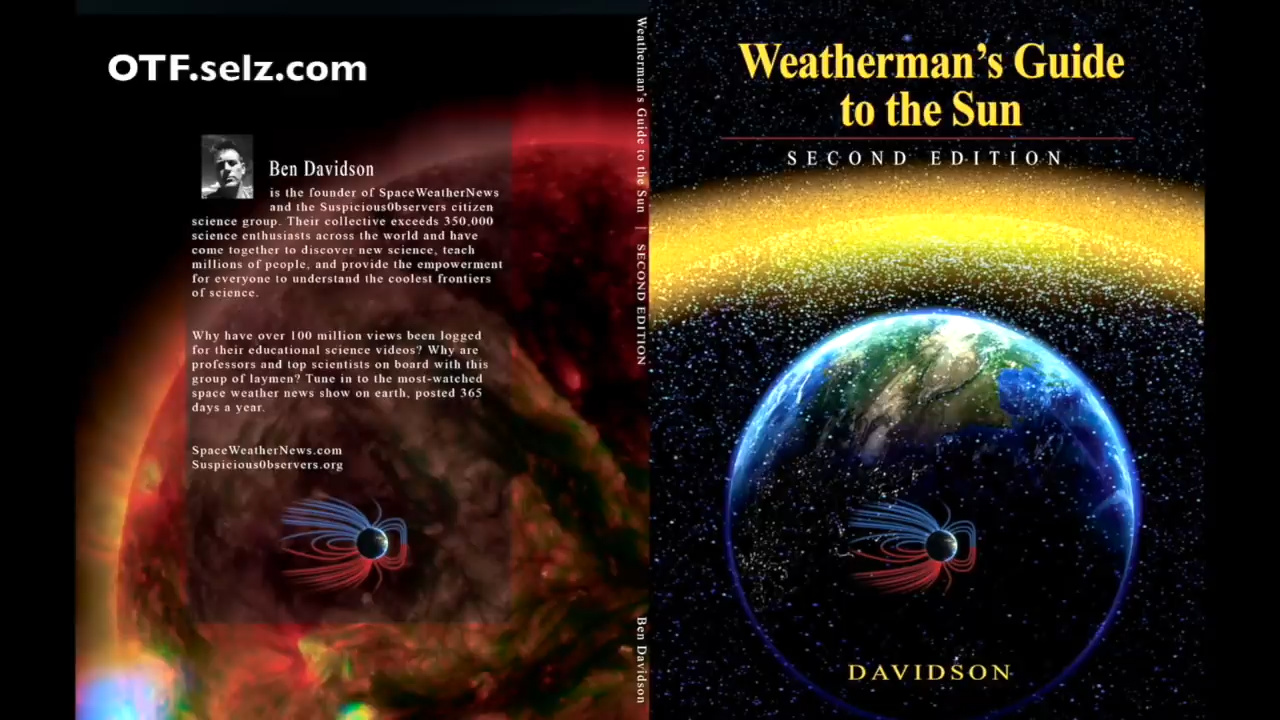 OTF.selz.com
Ben Davidson
is the founder of SpaceWeatherNews
and the Suspicious0bservers citizen
science group. Their collective exceeds 350,000
science enthusiasts across the world and have
come together to discover new science, teach
millions of people, and provide the empowerment
for everyone to understand the coolest frontiers
of science.
Why have over 100 million views been logged
for their educational science videos? Why are
professors and top scientists on board with this
group of laymen? Tune in to the most-watched
space weather news show on earth, posted 365
days a year.
SpaceWeatherNews.com
Suspicious0bservers.org
Weatherman's Guide to the Sun | SECOND EDITION
Ben Davidson
Weatherman's Guide
to the Sun
SECOND EDITION
DAVIDSON